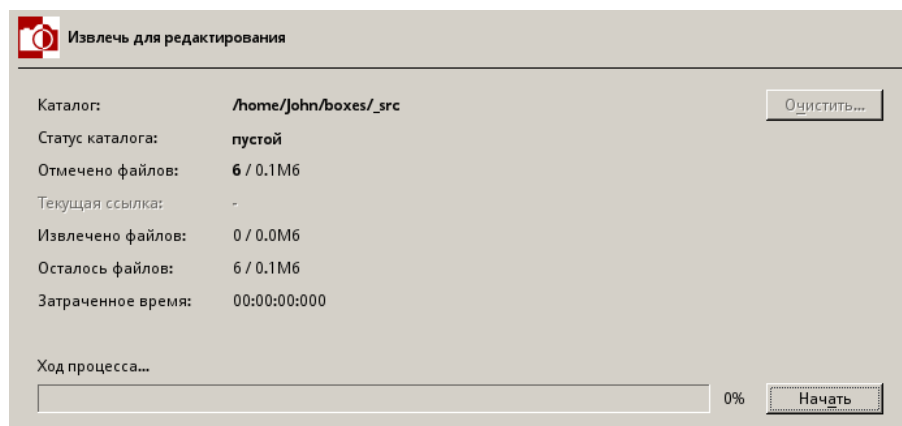 Извлечь для редактирования
Каталог: /home/John/boxes/_src Очистить...
Статус каталога: пустой
Отмечено файлов: 6 / 0.1Мб
Текущая ссылка: -
Извлечено файлов: 0 / 0.0Мб
Осталось файлов: 6 / 0.1Мб
Затраченное время: 00:00:00:000
Ход процесса...
0% Начать